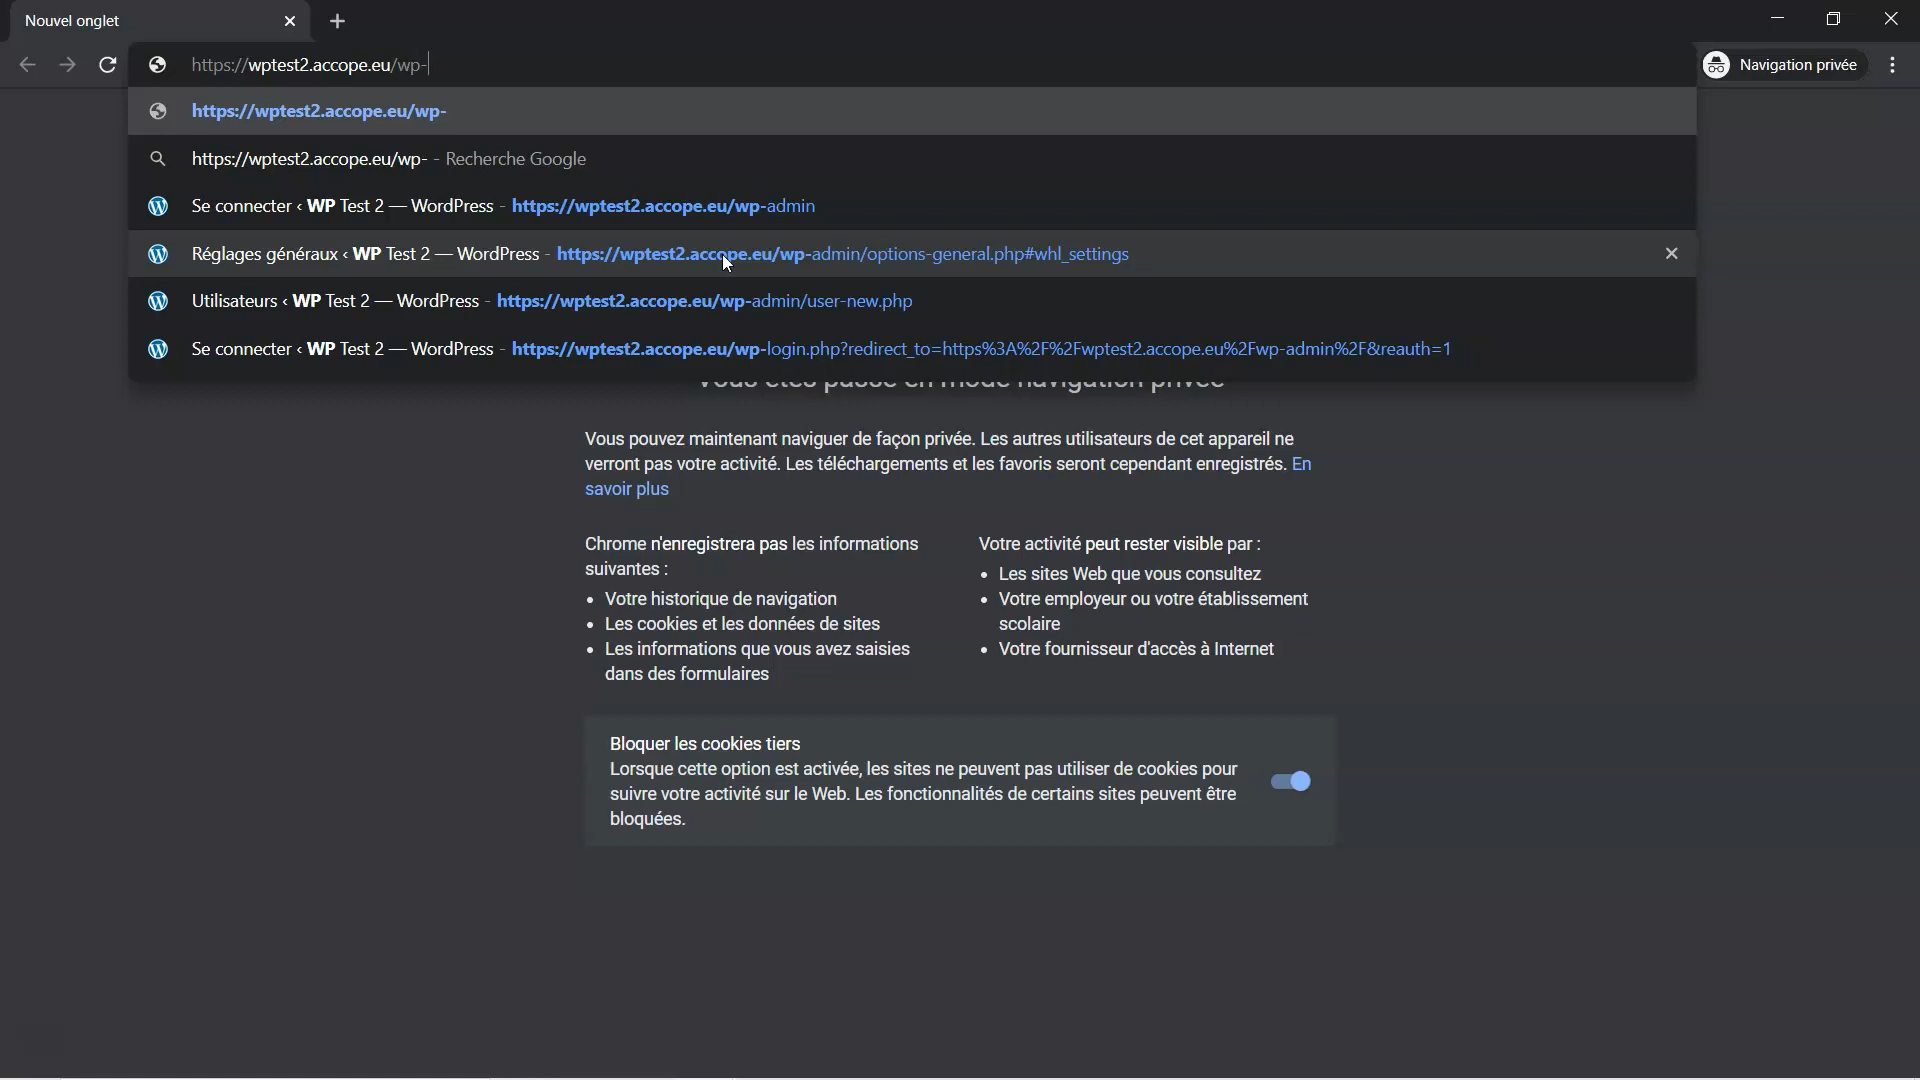 Nouvel onglet
https://wptest2.accope.eu/wp-
Navigation privée
https://wptest2.accope.eu/wp-
https://wptest2.accope.eu/wp- - Recherche Google
Se connecter ‹ WP Test 2 — WordPress - https://wptest2.accope.eu/wp-admin
Réglages généraux ‹ WP Test 2 — WordPress - https://wptest2.accope.eu/wp-admin/options-general.php#whl_settings
Utilisateurs ‹ WP Test 2 — WordPress - https://wptest2.accope.eu/wp-admin/user-new.php
Se connecter ‹ WP Test 2 — WordPress - https://wptest2.accope.eu/wp-login.php?redirect_to=https%3A%2F%2Fwptest2.accope.eu%2Fwp-admin%2F&reauth=1
Vous êtes passé en mode navigation privée
Vous pouvez maintenant naviguer de façon privée. Les autres utilisateurs de cet appareil ne
verront pas votre activité. Les téléchargements et les favoris seront cependant enregistrés. En
savoir plus
Chrome n'enregistrera pas les informations
suivantes :
• Votre historique de navigation
• Les cookies et les données de sites
• Les informations que vous avez saisies
dans des formulaires
Votre activité peut rester visible par :
• Les sites Web que vous consultez
• Votre employeur ou votre établissement
scolaire
• Votre fournisseur d'accès à Internet
Bloquer les cookies tiers
Lorsque cette option est activée, les sites ne peuvent pas utiliser de cookies pour
suivre votre activité sur le Web. Les fonctionnalités de certains sites peuvent être
bloquées.